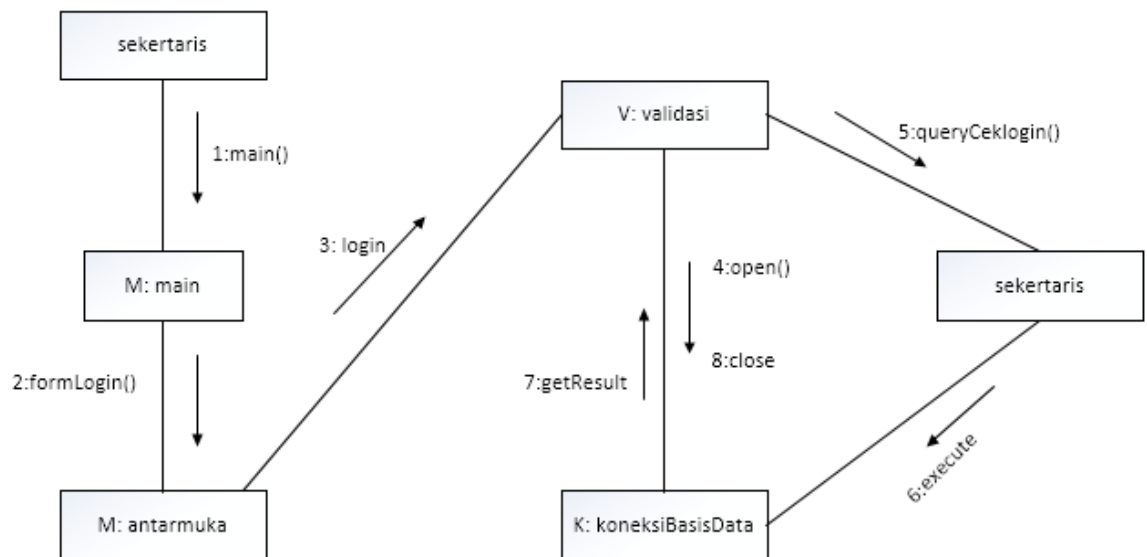 sekertaris
1:main()
M: main
2:formLogin()
M: antarmuka
3: login
V: validasi
5:queryCeklogin()
4:open()
8:close
7:getResult
sekertaris
6:execute
K: koneksiBasisData